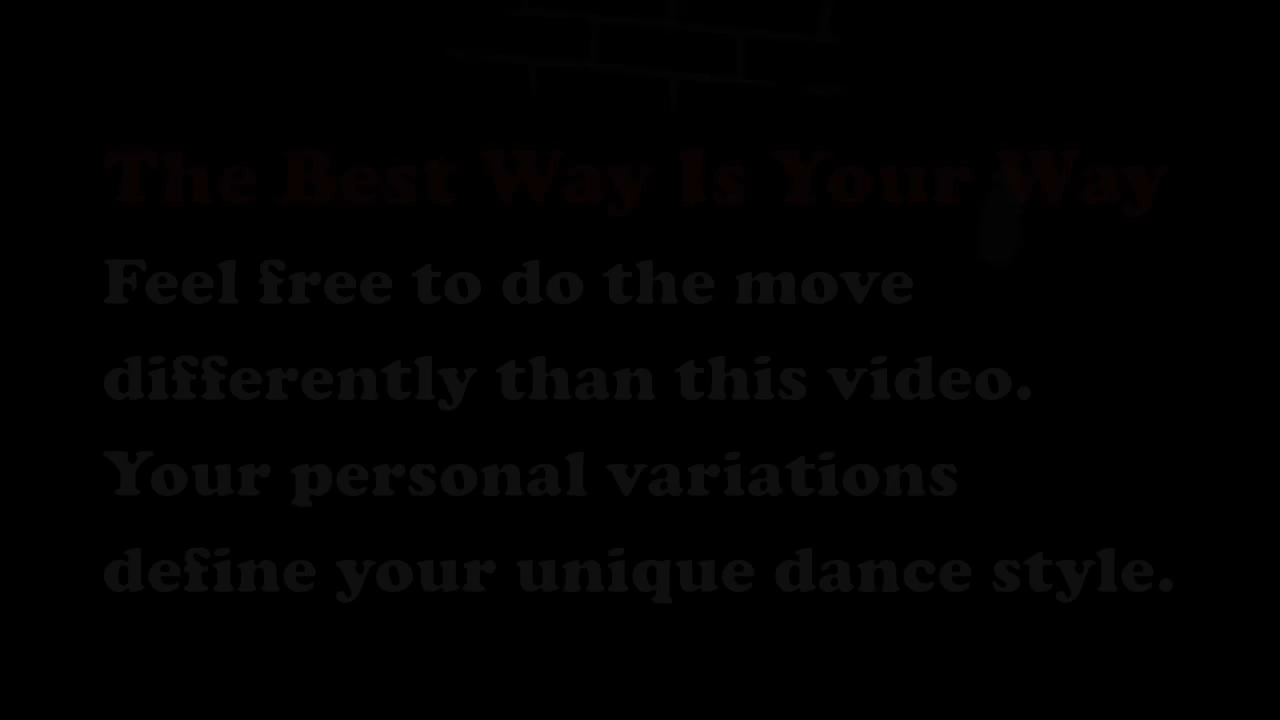 The Best Way Is Your Way
Feel free to do the move
differently than this video.
Your personal variations
define your unique dance style.